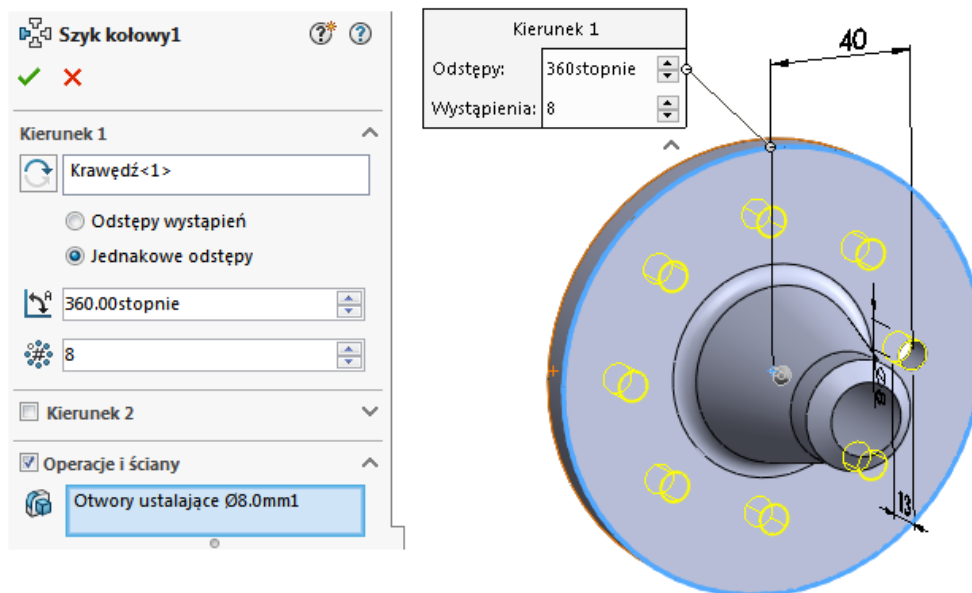 Szyk kołowy1
Kierunek 1
Krawędź<1>
Odstępy wystąpień
Jednakowe odstępy
360.00stopnie
8
Kierunek 2
Operacje i ściany
Otwory ustalające Ø8.0mm1
Kierunek 1
Odstępy: 360stopnie
Wystąpienia: 8
40
Ø 8
13